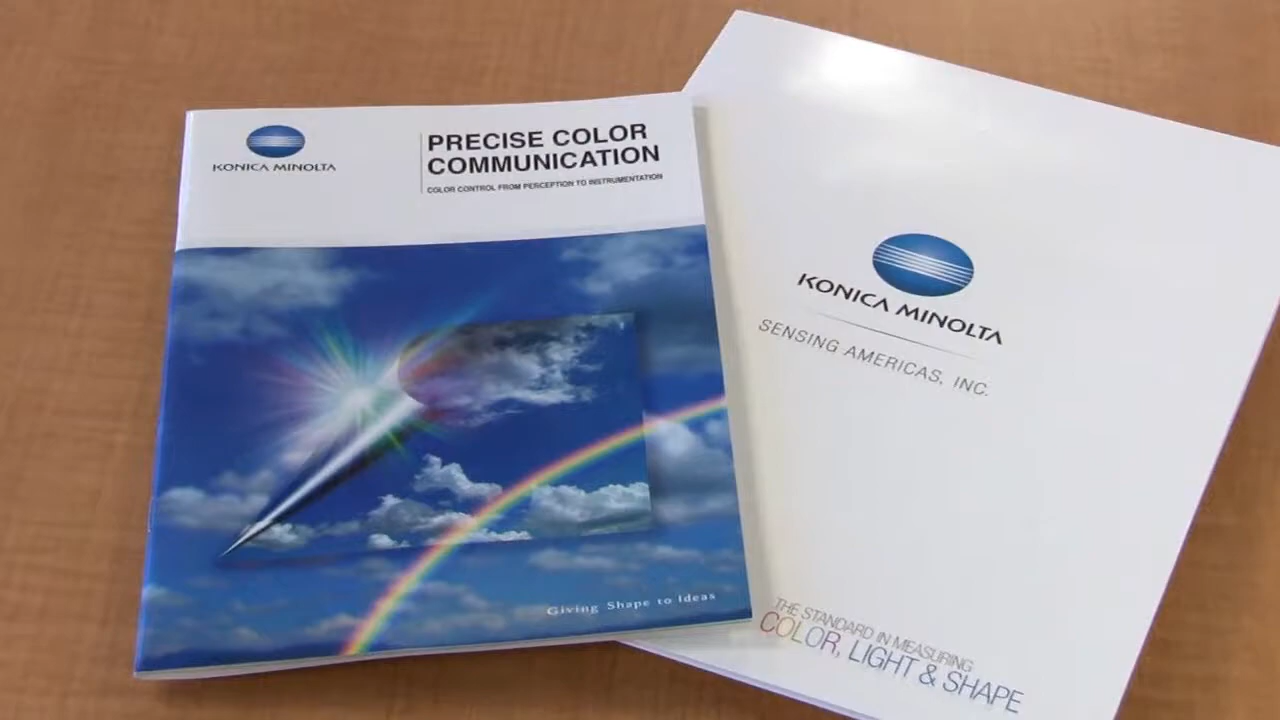 KONICA MINOLTA
PRECISE COLOR
COMMUNICATION
COLOR CONTROL FROM PERCEPTION TO INSTRUMENTATION
Giving Shape to Ideas
KONICA MINOLTA
SENSING AMERICAS, INC.
THE STANDARD IN MEASURING
COLOR, LIGHT & SHAPE